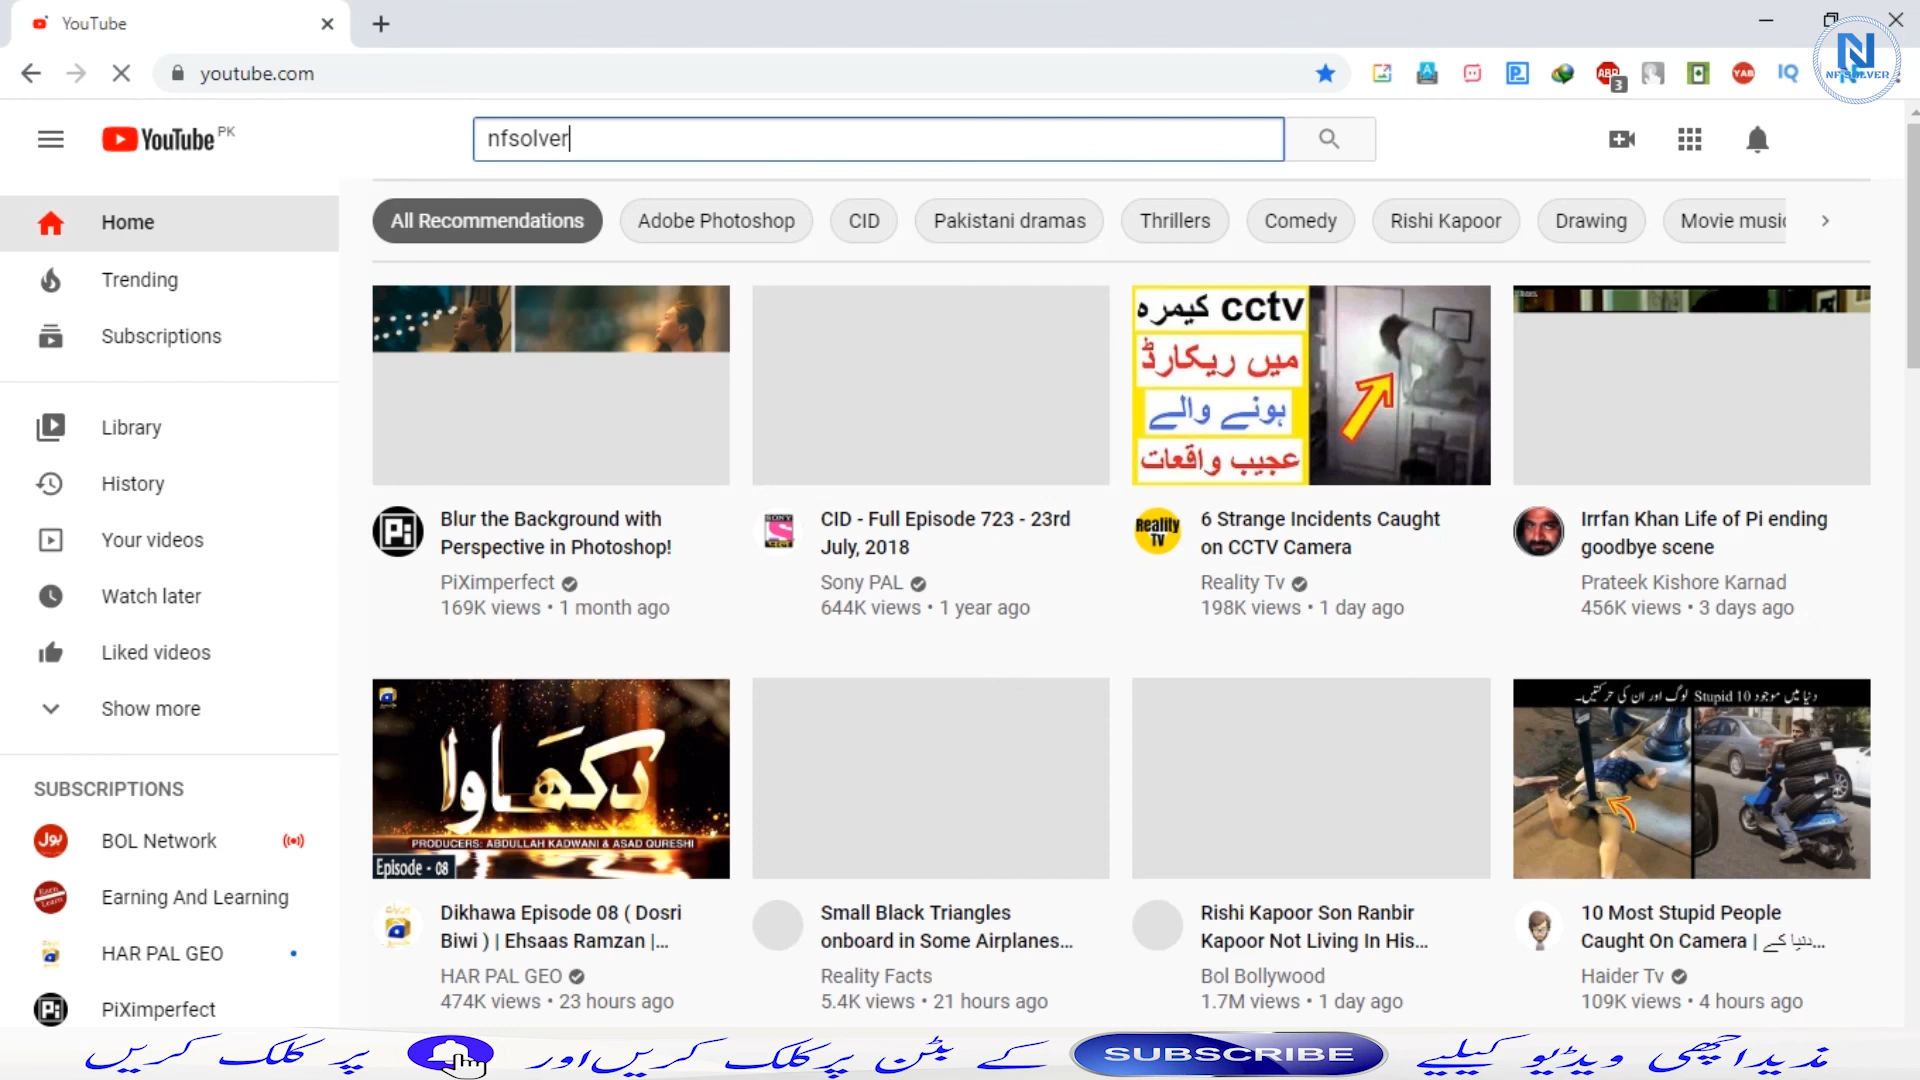 YouTube
youtube.com
ABP
3
YAB
IQ
N
NF SOLVER
YouTube PK
nfsolver
Home
Trending
Subscriptions
Library
History
Your videos
Watch later
Liked videos
Show more
SUBSCRIPTIONS
BOL Network
Earning And Learning
HAR PAL GEO
PiXimperfect
All Recommendations
Adobe Photoshop
CID
Pakistani dramas
Thrillers
Comedy
Rishi Kapoor
Drawing
Movie music
cctv کیمرہ
میں ریکارڈ
ہونے والے
عجیب واقعات
Blur the Background with
Perspective in Photoshop!
PiXimperfect
169K views • 1 month ago
CID - Full Episode 723 - 23rd
July, 2018
Sony PAL
644K views • 1 year ago
Reality
TV
6 Strange Incidents Caught
on CCTV Camera
Reality Tv
198K views • 1 day ago
Irrfan Khan Life of Pi ending
goodbye scene
Prateek Kishore Karnad
456K views • 3 days ago
دکھاوا
PRODUCERS: ABDULLAH KADWANI & ASAD QURESHI
Episode - 08
دنیا میں موجود 10 Stupid لوگ اور ان کی حرکتیں۔
Dikhawa Episode 08 ( Dosri
Biwi ) | Ehsaas Ramzan |...
HAR PAL GEO
474K views • 23 hours ago
Small Black Triangles
onboard in Some Airplanes...
Reality Facts
5.4K views • 21 hours ago
Rishi Kapoor Son Ranbir
Kapoor Not Living In His...
Bol Bollywood
1.7M views • 1 day ago
10 Most Stupid People
Caught On Camera | دنیا کے...
Haider Tv
109K views • 4 hours ago
مذیداچھی ویڈیو کیلیے SUBSCRIBE کے بٹن پرکلک کریں اور پر کلک کریں